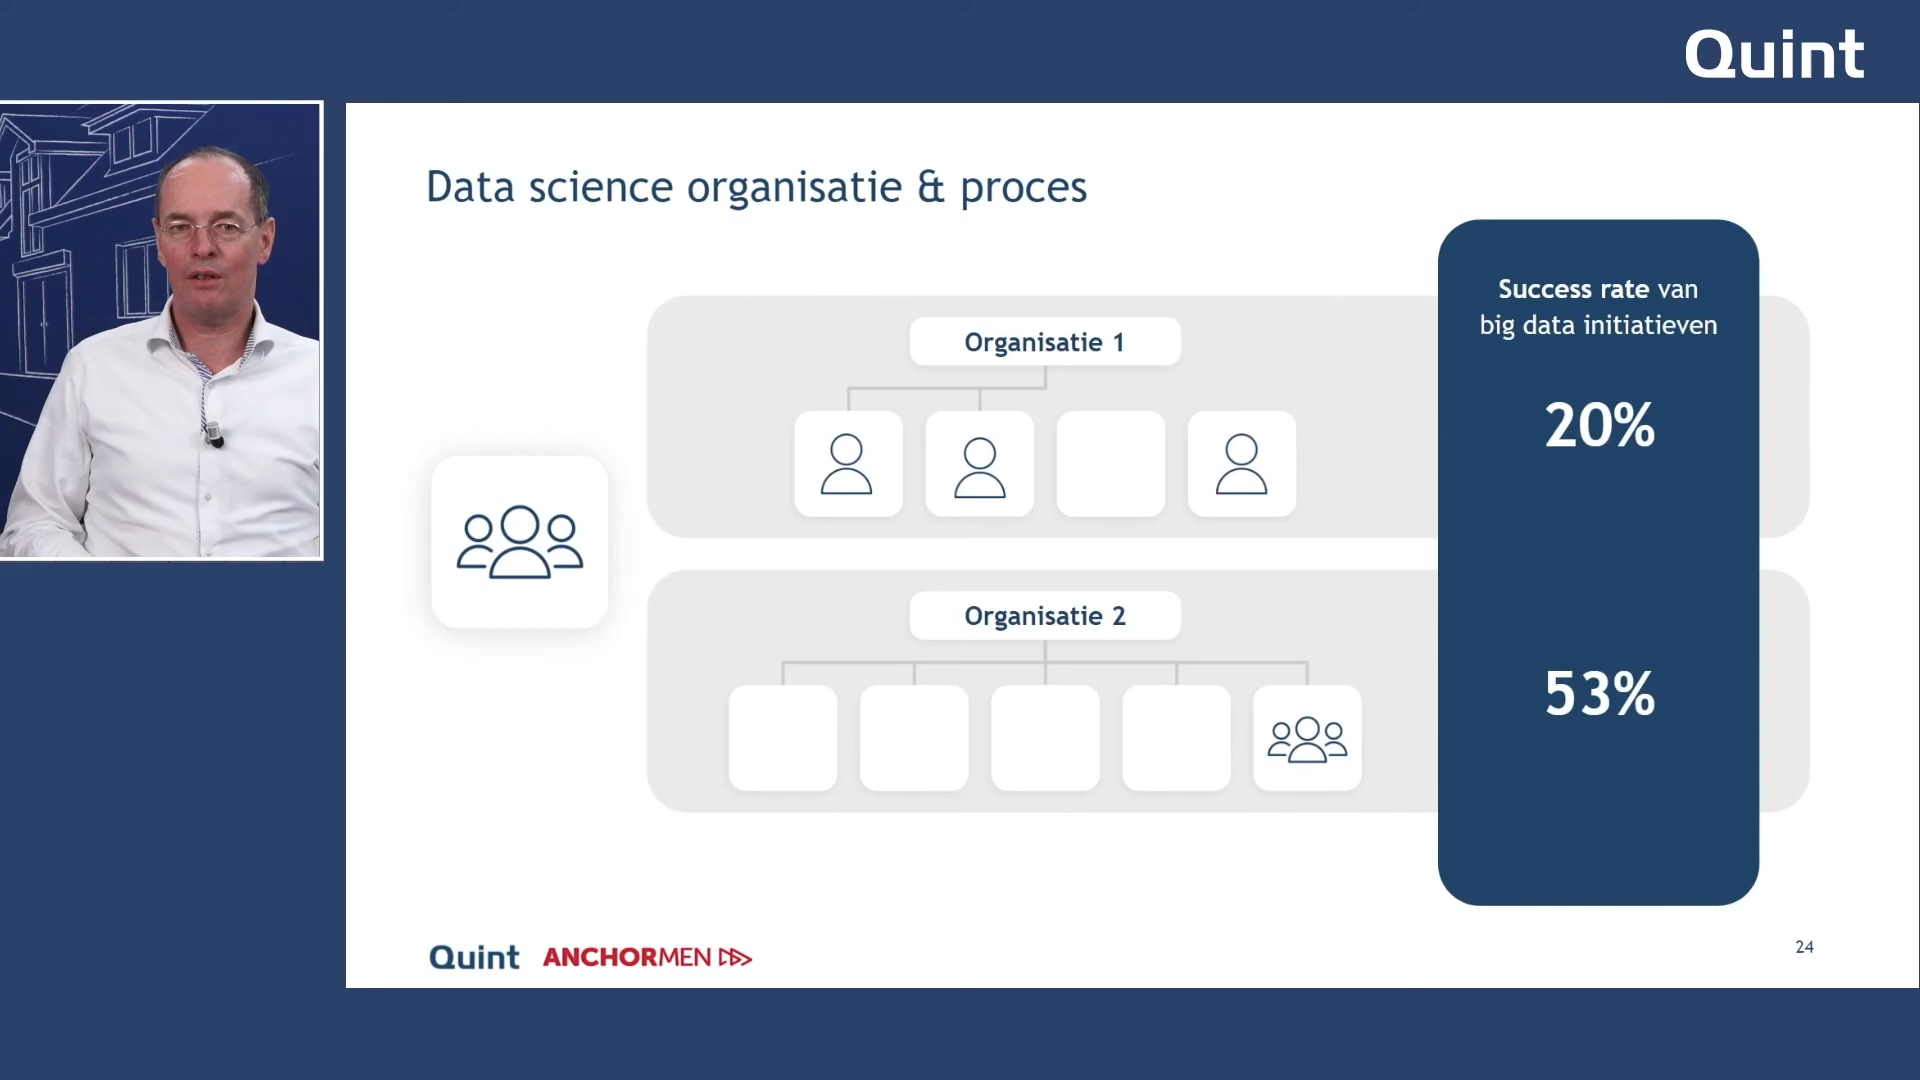 Quint
Data science organisatie & proces
Success rate van
big data initiatieven
Organisatie 1
20%
Organisatie 2
53%
Quint ANCHORMEN
24